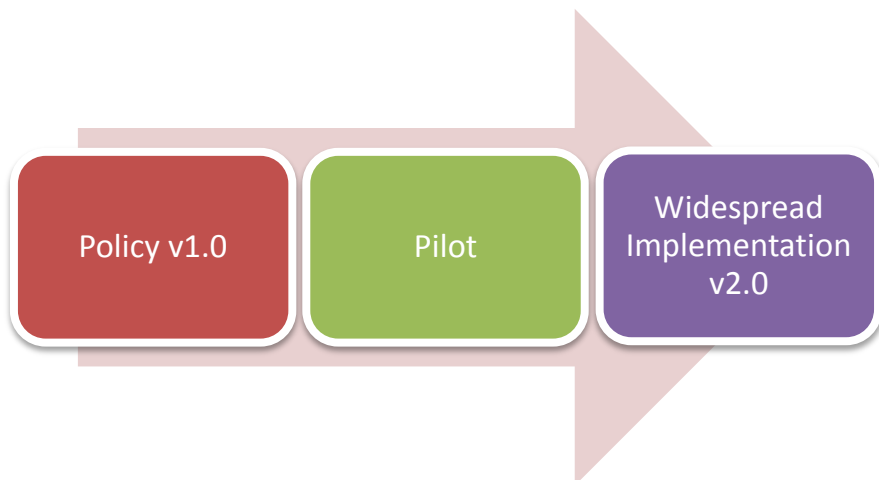 Policy v1.0
Pilot
Widespread
Implementation
v2.0